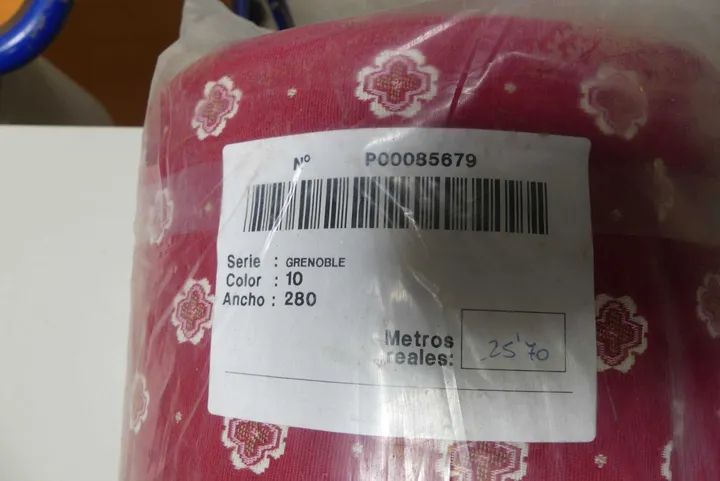 Nº P00085679
Serie : GRENOBLE
Color : 10
Ancho : 280
Metros
reales: 25'70